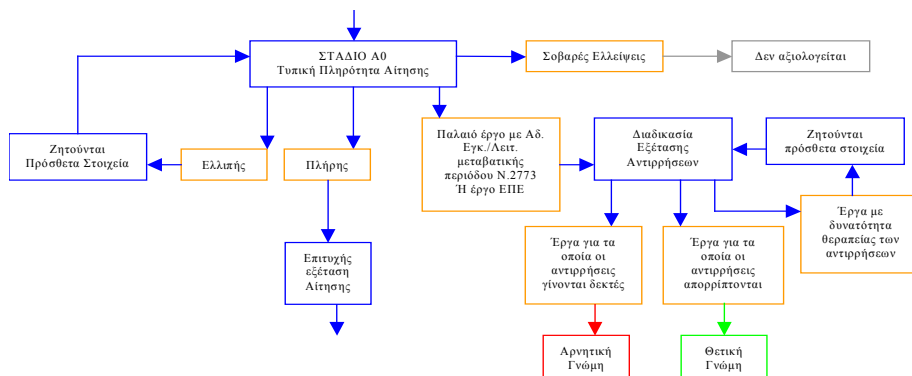 ΣΤΑΔΙΟ Α0
Τυπική Πληρότητα Αίτησης
Σοβαρές Ελλείψεις
Δεν αξιολογείται
Ζητούνται
Πρόσθετα Στοιχεία
Ελλιπής
Πλήρης
Παλαιό έργο με Αδ.
Εγκ./Λειτ.
μεταβατικής
περιόδου Ν.2773
Ή έργο ΕΠΕ
Διαδικασία
Εξέτασης
Αντιρρήσεων
Ζητούνται
πρόσθετα στοιχεία
Επιτυχής
εξέταση
Αίτησης
Έργα για τα
οποία οι
αντιρρήσεις
γίνονται δεκτές
Έργα για τα
οποία οι
αντιρρήσεις
απορρίπτονται
Έργα με
δυνατότητα
θεραπείας των
αντιρρήσεων
Αρνητική
Γνώμη
Θετική
Γνώμη